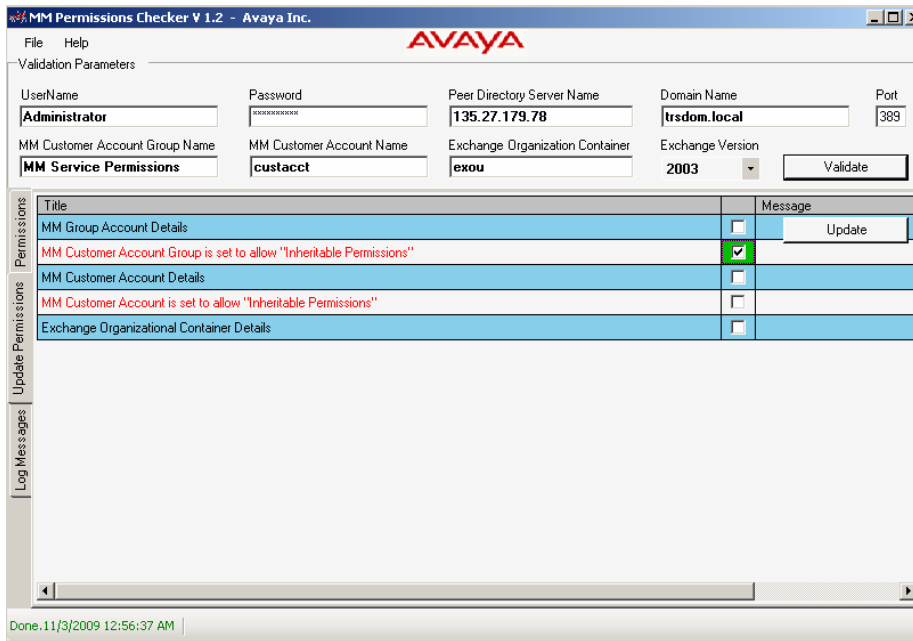 MM Permissions Checker V 1.2 - Avaya Inc.
File Help
AVAYA
Validation Parameters
UserName Password Peer Directory Server Name Domain Name Port
Administrator ********** 135.27.179.78 trsdom.local 389
MM Customer Account Group Name MM Customer Account Name Exchange Organization Container Exchange Version
MM Service Permissions custacct exou 2003 Validate
Permissions
Update Permissions
Log Messages
Title Message
MM Group Account Details
Update
MM Customer Account Group is set to allow "Inheritable Permissions"
MM Customer Account Details
MM Customer Account is set to allow "Inheritable Permissions"
Exchange Organizational Container Details
Done.11/3/2009 12:56:37 AM